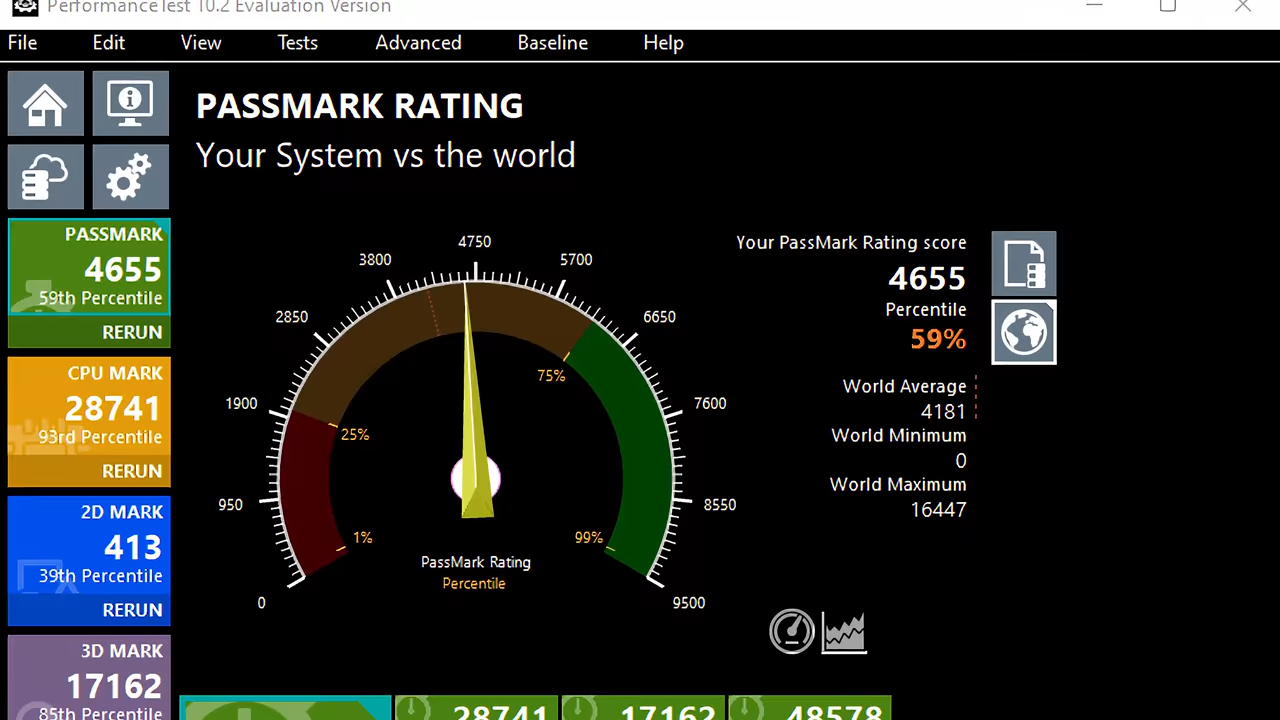 PerformanceTest 10.2 Evaluation Version
File Edit View Tests Advanced Baseline Help
PASSMARK RATING
Your System vs the world
PASSMARK
4655
59th Percentile
RERUN
CPU MARK
28741
93rd Percentile
RERUN
2D MARK
413
39th Percentile
RERUN
3D MARK
17162
85th Percentile
0
950
1900
2850
3800
4750
5700
6650
7600
8550
9500
1%
25%
75%
99%
PassMark Rating
Percentile
Your PassMark Rating score
4655
Percentile
59%
World Average
4181
World Minimum
0
World Maximum
16447
28741 17162 48578